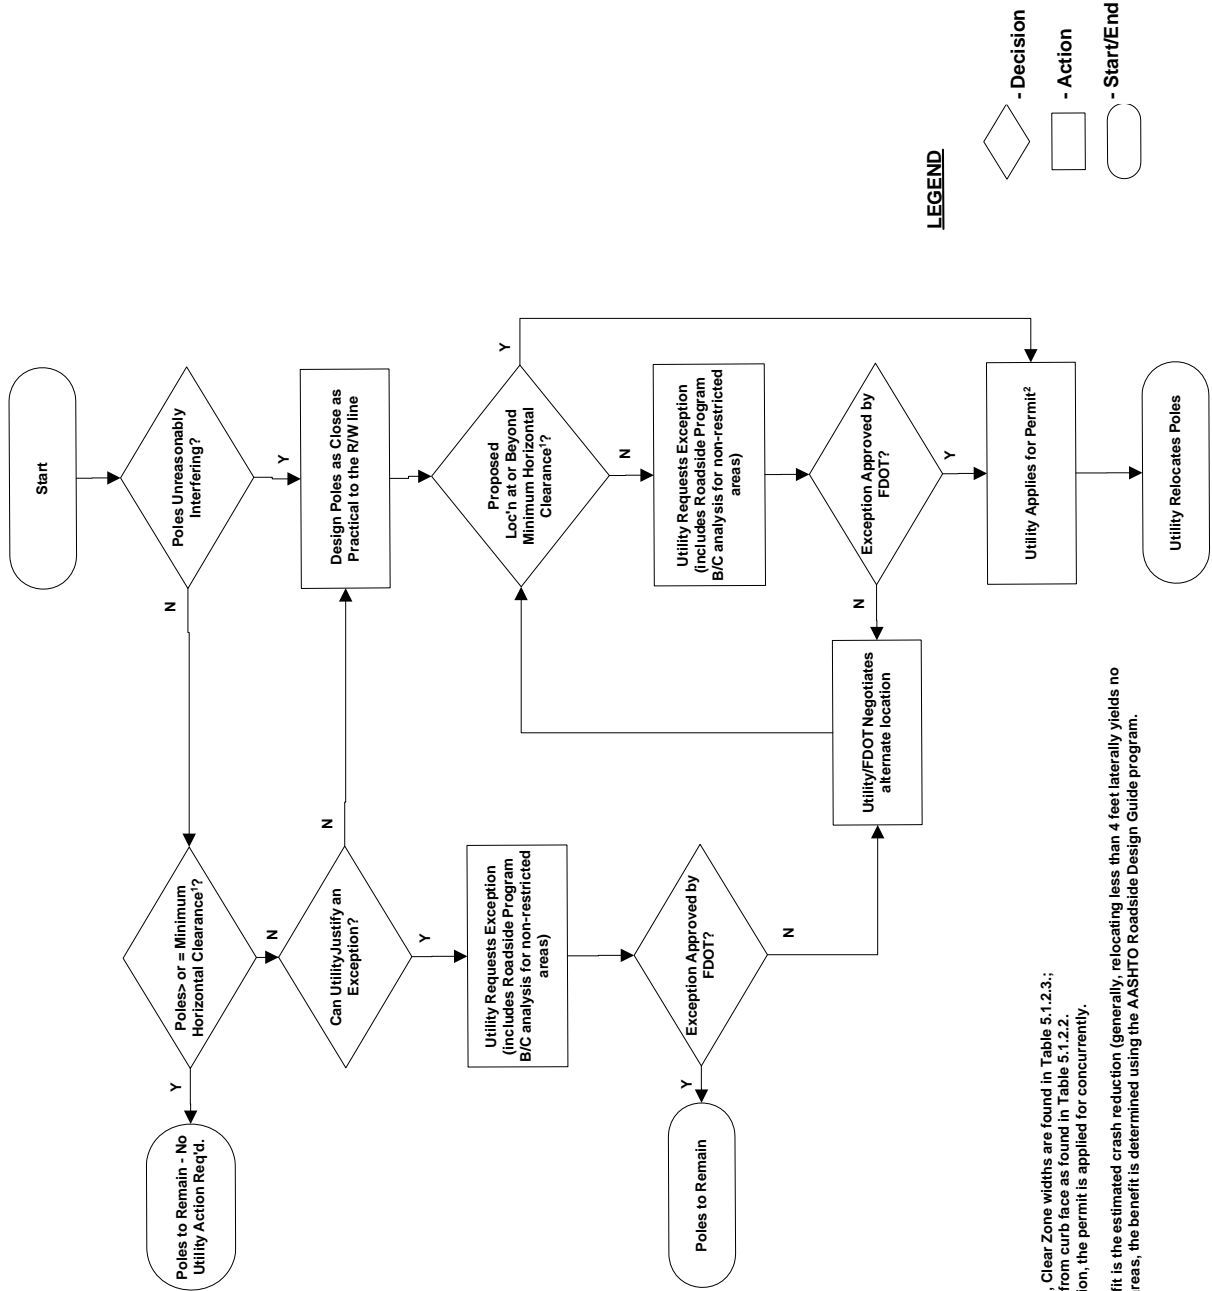 Start
Poles Unreasonably
Interfering?
N
Y
Poles> or = Minimum
Horizontal Clearance¹?
Y
N
Poles to Remain - No
Utility Action Req'd.
Can UtilityJustify an
Exception?
N
Y
Design Poles as Close as
Practical to the R/W line
Proposed
Loc'n at or Beyond
Minimum Horizontal
Clearance¹?
Y
N
Utility Requests Exception
(includes Roadside Program
B/C analysis for non-restricted
areas)
Utility Requests Exception
(includes Roadside Program
B/C analysis for non-restricted
areas)
Exception Approved by
FDOT?
Y
N
Exception Approved by
FDOT?
N
Y
Poles to Remain
Utility/FDOT Negotiates
alternate location
Utility Applies for Permit²
Utility Relocates Poles
LEGEND
- Decision
- Action
- Start/End
, Clear Zone widths are found in Table 5.1.2.3.;
from curb face as found in Table 5.1.2.2.
ion, the permit is applied for concurrently.
fit is the estimated crash reduction (generally, relocating less than 4 feet laterally yields no
reas, the benefit is determined using the AASHTO Roadside Design Guide program.